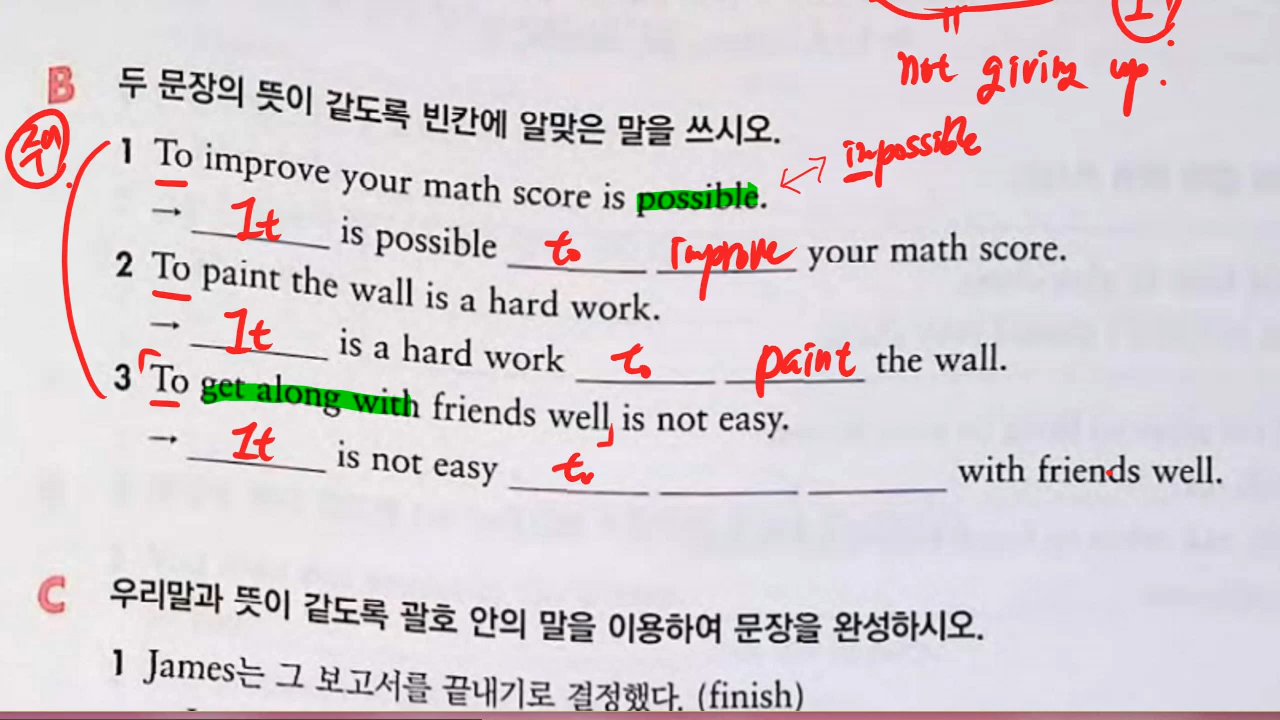 I
not giving up.
B 두 문장의 뜻이 같도록 빈칸에 알맞은 말을 쓰시오.
impossible
주어
1 To improve your math score is possible.
→ It is possible to improve your math score.
2 To paint the wall is a hard work.
→ It is a hard work to paint the wall.
3 「To get along with friends well」 is not easy.
→ It is not easy to ______ ______ with friends well.
C 우리말과 뜻이 같도록 괄호 안의 말을 이용하여 문장을 완성하시오.
1 James는 그 보고서를 끝내기로 결정했다. (finish)